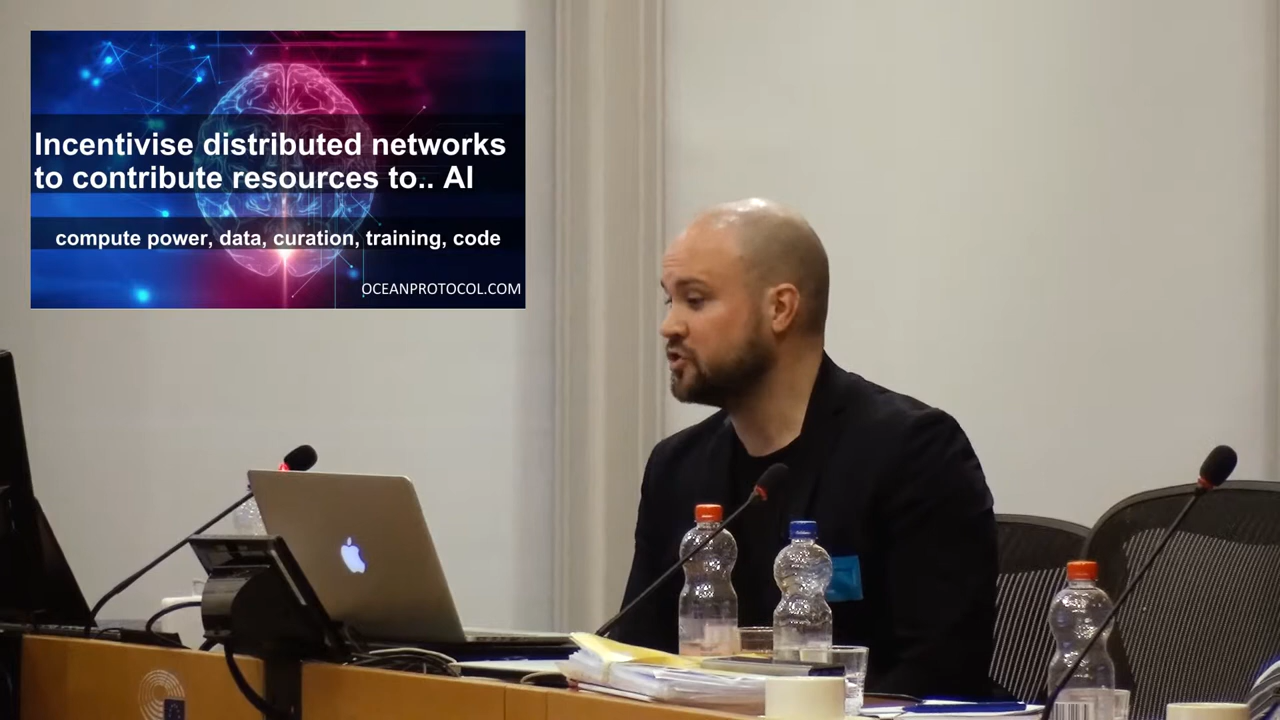 Incentivise distributed networks
to contribute resources to.. AI
compute power, data, curation, training, code
OCEANPROTOCOL.COM